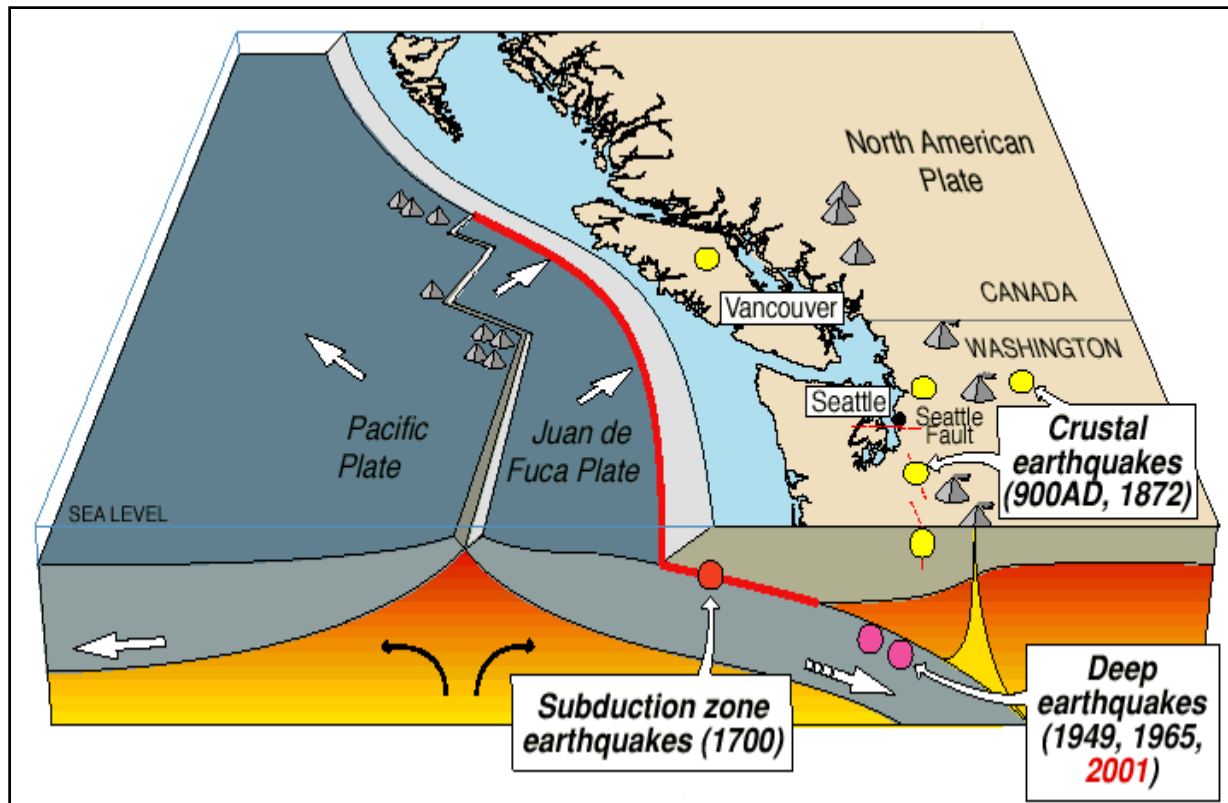 North American
Plate
CANADA
Vancouver
WASHINGTON
Seattle
Seattle
Fault
Crustal
earthquakes
(900AD, 1872)
Pacific
Plate
Juan de
Fuca Plate
SEA LEVEL
Subduction zone
earthquakes (1700)
Deep
earthquakes
(1949, 1965,
2001)